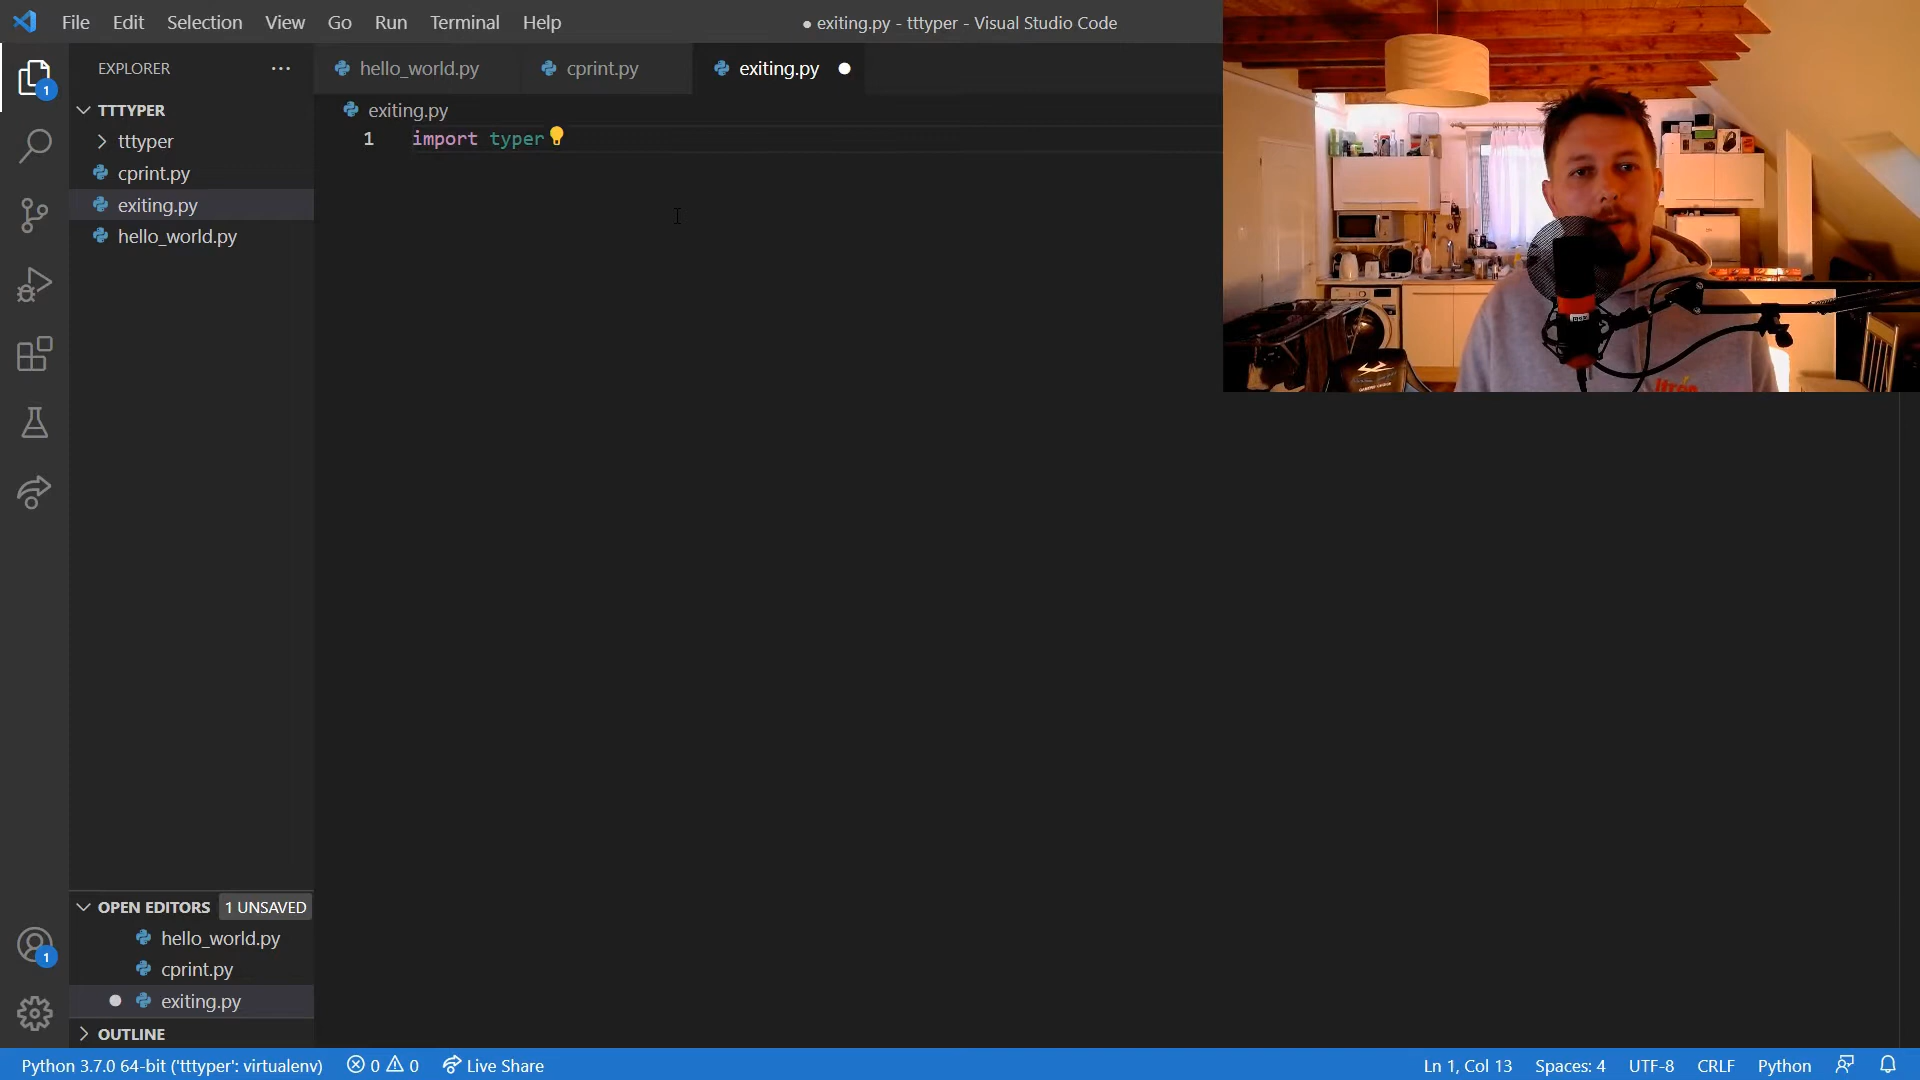 File Edit Selection View Go Run Terminal Help
● exiting.py - tttyper - Visual Studio Code
EXPLORER ···
hello_world.py
cprint.py
exiting.py
TTTYPER
tttyper
cprint.py
exiting.py
hello_world.py
exiting.py
1 import typer
1
1
OPEN EDITORS 1 UNSAVED
hello_world.py
cprint.py
exiting.py
OUTLINE
Python 3.7.0 64-bit ('tttyper': virtualenv) 0 0 Live Share
Ln 1, Col 13 Spaces: 4 UTF-8 CRLF Python